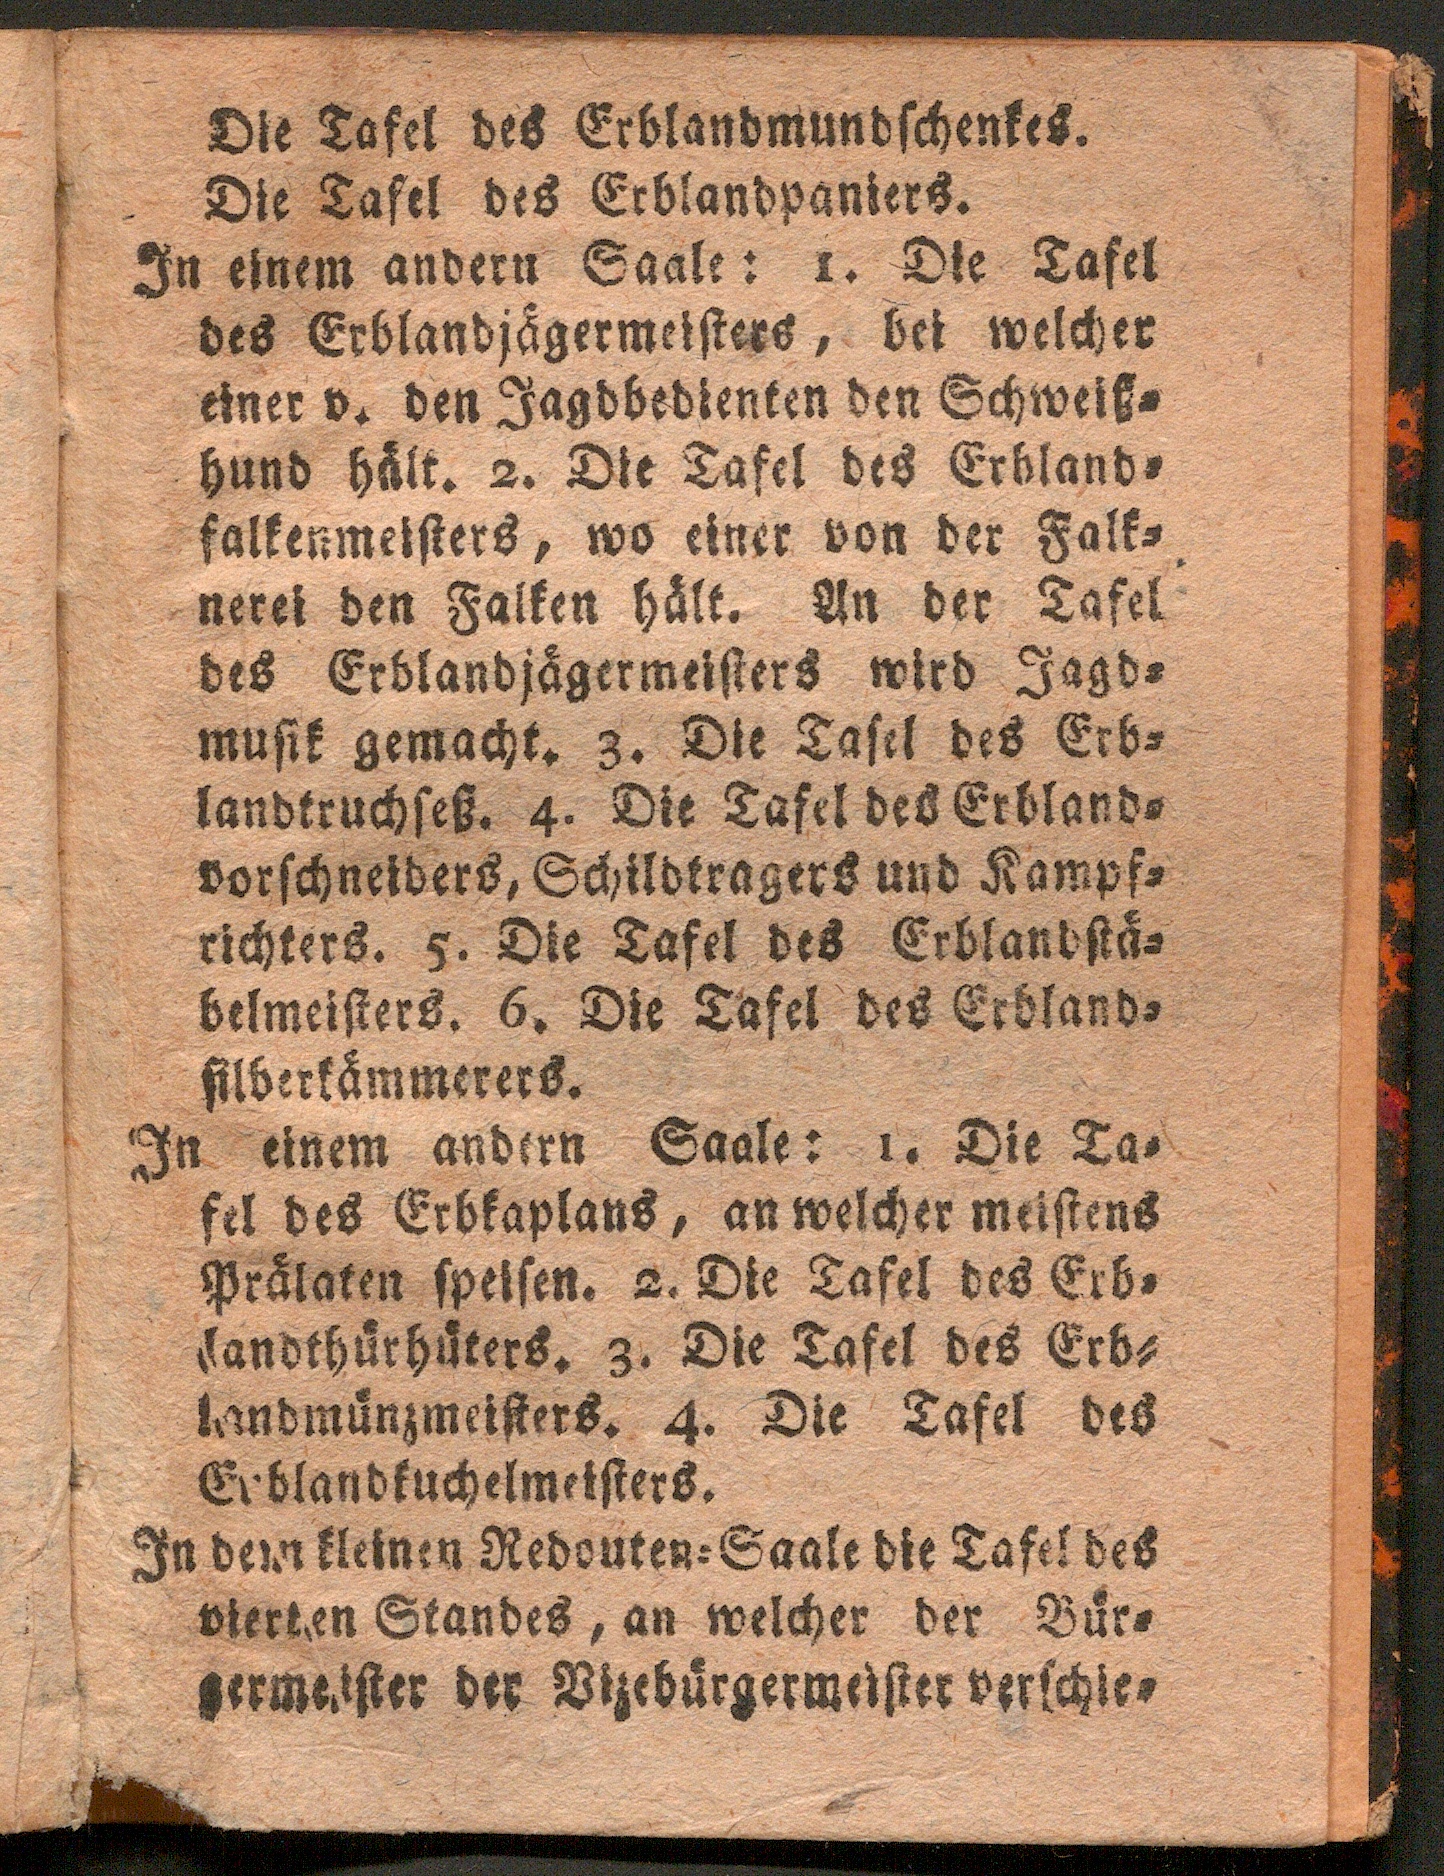 Die Tafel des Erblandmundschenkes.
Die Tafel des Erblandpaniers.
In einem andern Saale: 1. Die Tafel
des Erblandjägermeisters, bei welcher
einer v. den Jagdbedienten den Schweiß-
hund hält. 2. Die Tafel des Erbland-
falkenmeisters, wo einer von der Falk-
nerei den Falken hält. An der Tafel
des Erblandjägermeisters wird Jagd-
musik gemacht. 3. Die Tafel des Erb-
landtruchseß. 4. Die Tafel des Erbland-
vorschneiders, Schildtragers und Kampf-
richters. 5. Die Tafel des Erblandstä-
belmeisters. 6. Die Tafel des Erbland-
silberkämmerers.
In einem andern Saale: 1. Die Ta-
fel des Erbkaplans, an welcher meistens
Prälaten speisen. 2. Die Tafel des Erb-
landthürhüters. 3. Die Tafel des Erb-
landmünzmeisters. 4. Die Tafel des
Erblandkuchelmeisters.
In dem kleinen Redouten-Saale die Tafel des
vierten Standes, an welcher der Bür-
germeister der Vizebürgermeister verschie-